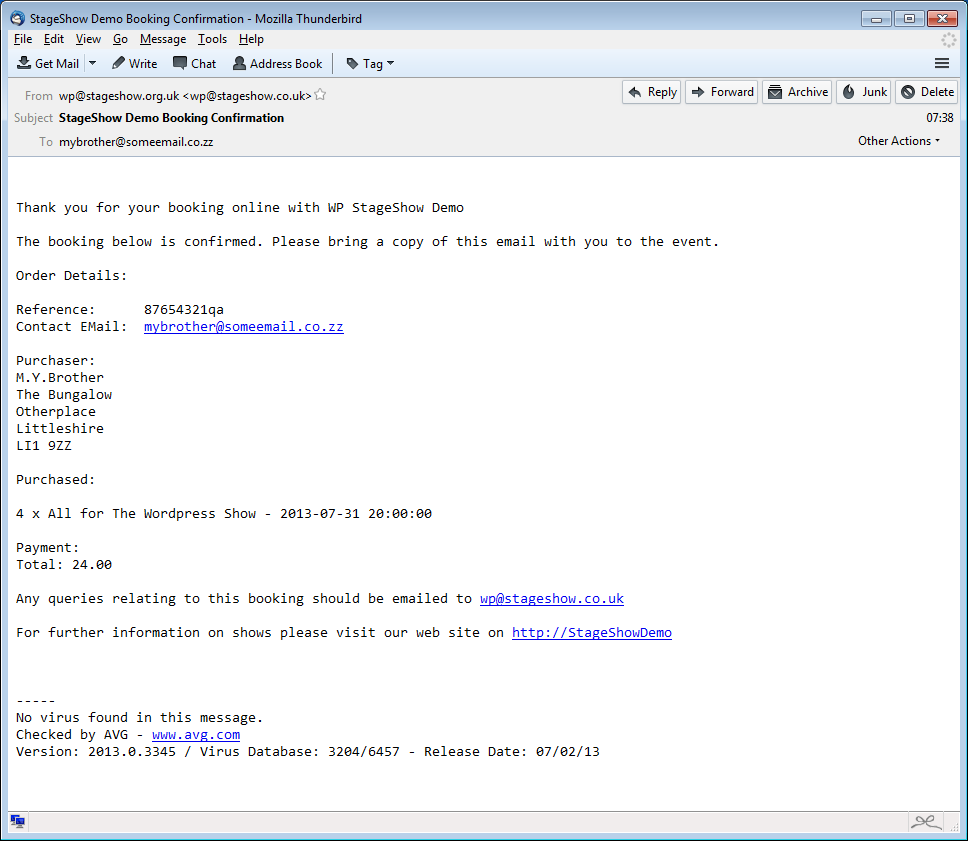 StageShow Demo Booking Confirmation - Mozilla Thunderbird
File Edit View Go Message Tools Help
Get Mail Write Chat Address Book Tag
From wp@stageshow.org.uk <wp@stageshow.co.uk> Reply Forward Archive Junk Delete
Subject StageShow Demo Booking Confirmation 07:38
To mybrother@someemail.co.zz Other Actions
Thank you for your booking online with WP StageShow Demo
The booking below is confirmed. Please bring a copy of this email with you to the event.
Order Details:
Reference: 87654321qa
Contact EMail: mybrother@someemail.co.zz
Purchaser:
M.Y.Brother
The Bungalow
Otherplace
Littleshire
LI1 9ZZ
Purchased:
4 x All for The Wordpress Show - 2013-07-31 20:00:00
Payment:
Total: 24.00
Any queries relating to this booking should be emailed to wp@stageshow.co.uk
For further information on shows please visit our web site on http://StageShowDemo
-----
No virus found in this message.
Checked by AVG - www.avg.com
Version: 2013.0.3345 / Virus Database: 3204/6457 - Release Date: 07/02/13